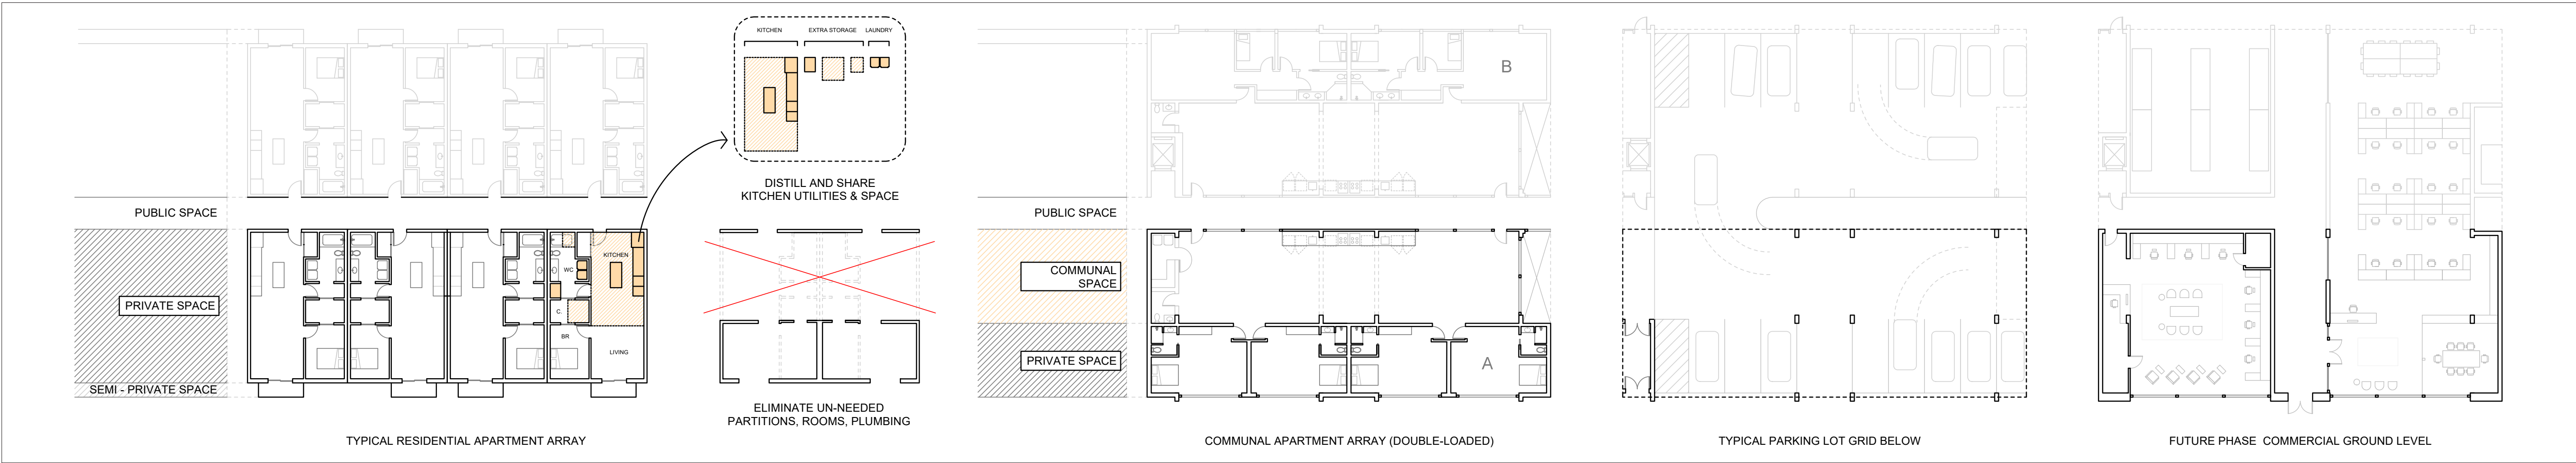 PUBLIC SPACE
PRIVATE SPACE
SEMI - PRIVATE SPACE
WC
KITCHEN
C.
BR
LIVING
TYPICAL RESIDENTIAL APARTMENT ARRAY
KITCHEN
EXTRA STORAGE
LAUNDRY
DISTILL AND SHARE
KITCHEN UTILITIES & SPACE
ELIMINATE UN-NEEDED
PARTITIONS, ROOMS, PLUMBING
PUBLIC SPACE
COMMUNAL
SPACE
PRIVATE SPACE
B
A
COMMUNAL APARTMENT ARRAY (DOUBLE-LOADED)
TYPICAL PARKING LOT GRID BELOW
FUTURE PHASE  COMMERCIAL GROUND LEVEL